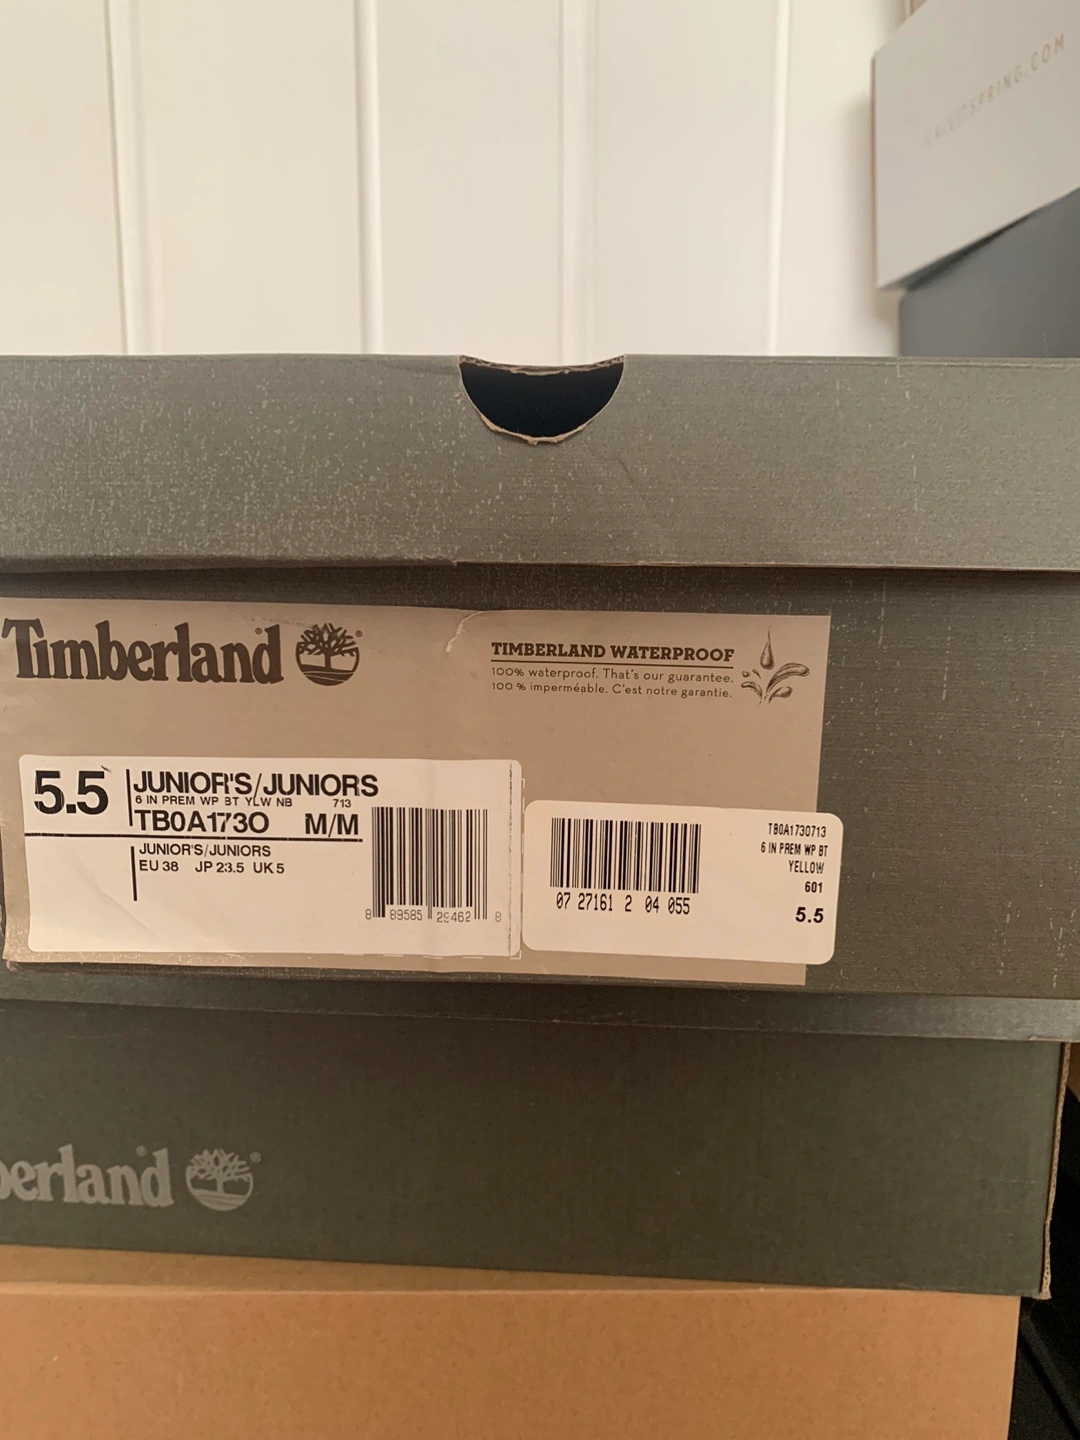 Timberland®
TIMBERLAND WATERPROOF
100% waterproof. That's our guarantee.
100 % imperméable. C'est notre garantie.
5.5
JUNIOR'S/JUNIORS
6 IN PREM WP BT YLW NB 713
TB0A173O M/M
JUNIOR'S/JUNIORS
EU 38 JP 23.5 UK 5
8 89585 29462 8
07 27161 2 04 055
TB0A1730713
6 IN PREM WP BT
YELLOW
601
5.5
berland®